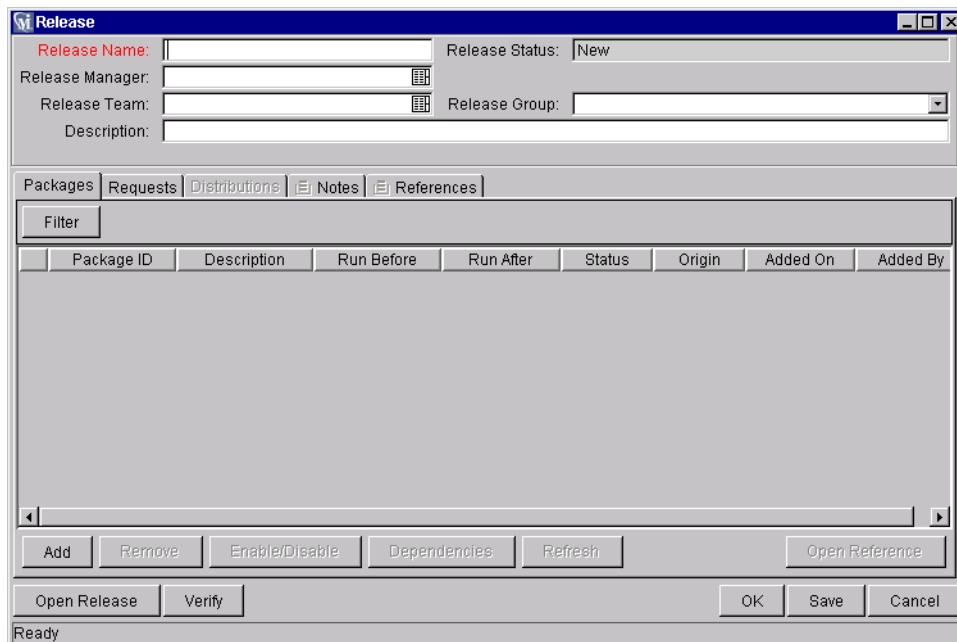 Release
Release Name: Release Status: New
Release Manager:
Release Team: Release Group:
Description:
Packages Requests Distributions Notes References
Filter
Package ID Description Run Before Run After Status Origin Added On Added By
Add Remove Enable/Disable Dependencies Refresh Open Reference
Open Release Verify OK Save Cancel
Ready